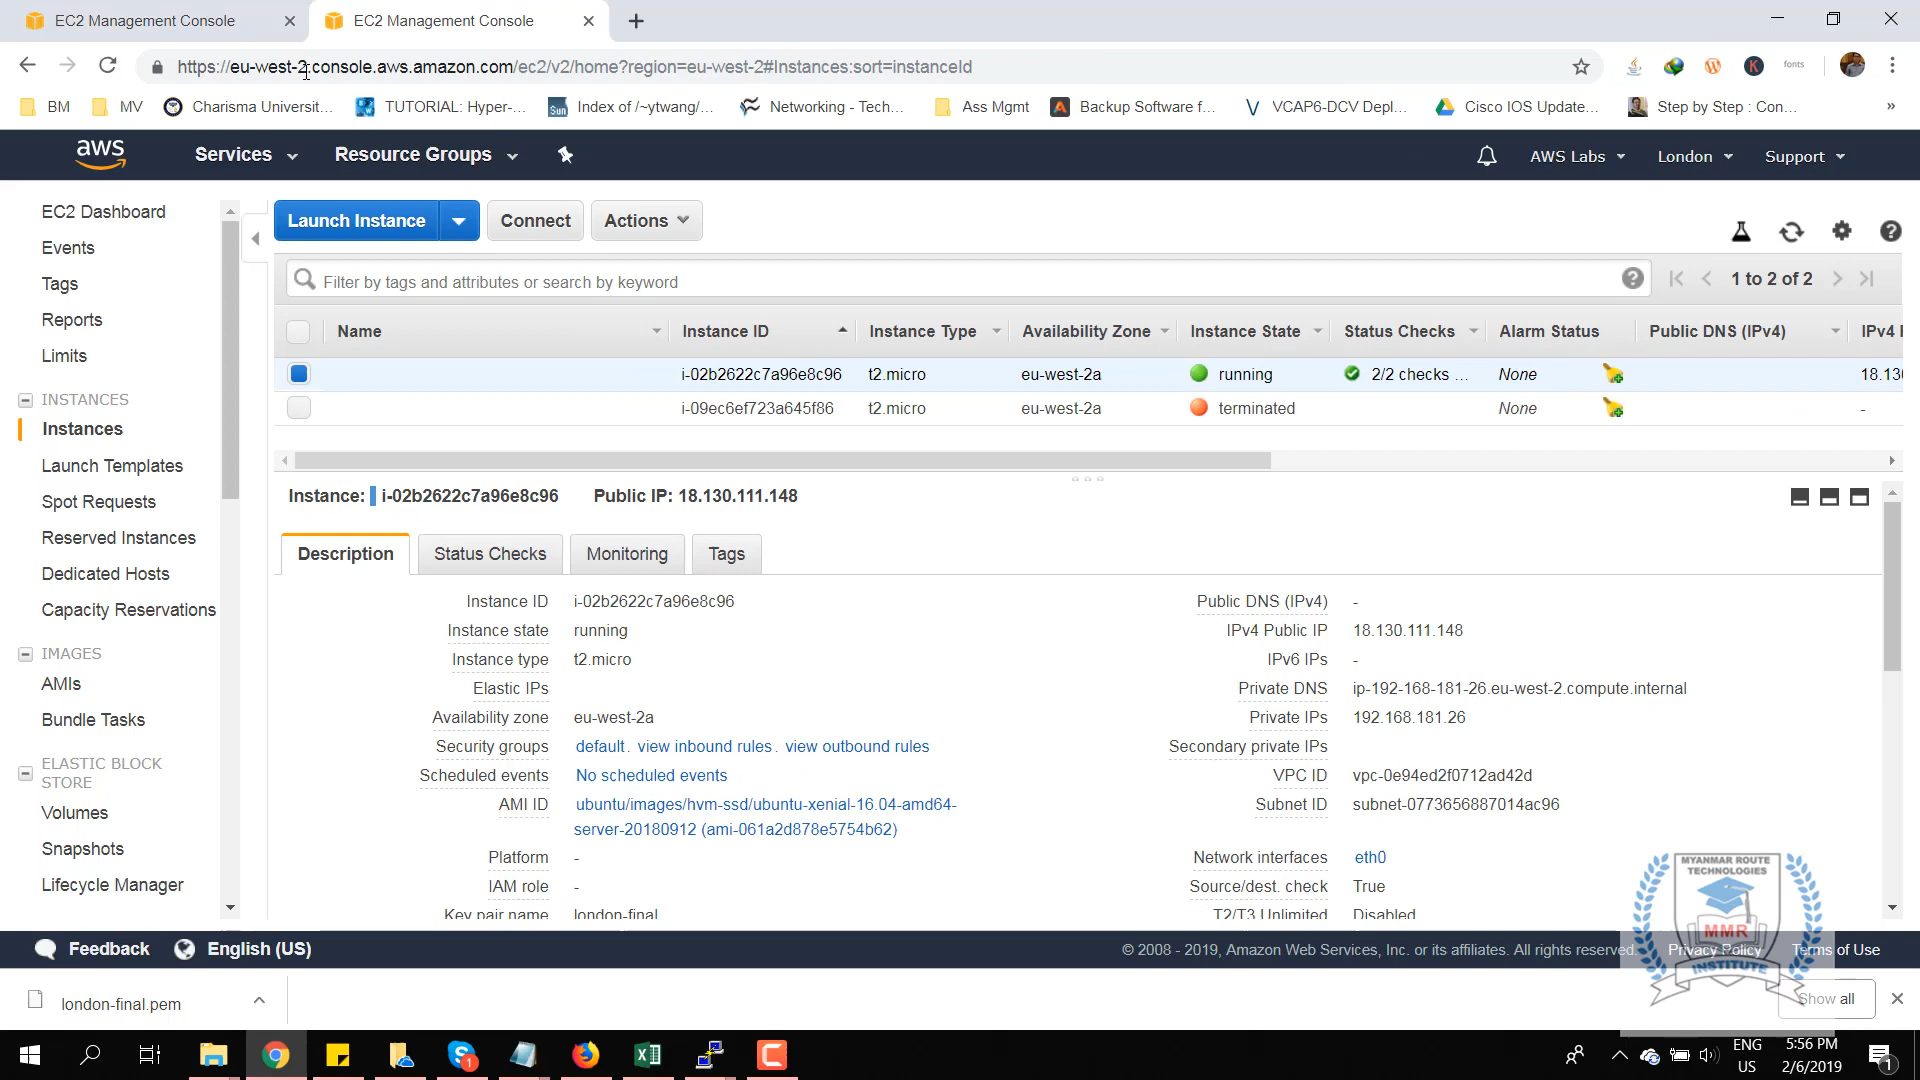 EC2 Management Console
EC2 Management Console
https://eu-west-2.console.aws.amazon.com/ec2/v2/home?region=eu-west-2#Instances:sort=instanceId
fonts
BM
MV
Charisma Universit...
TUTORIAL: Hyper-...
Index of /~ytwang/...
Networking - Tech...
Ass Mgmt
Backup Software f...
VCAP6-DCV Depl...
Cisco IOS Update...
Step by Step : Con...
»
aws
Services
Resource Groups
AWS Labs
London
Support
EC2 Dashboard
Events
Tags
Reports
Limits
INSTANCES
Instances
Launch Templates
Spot Requests
Reserved Instances
Dedicated Hosts
Capacity Reservations
IMAGES
AMIs
Bundle Tasks
ELASTIC BLOCK
STORE
Volumes
Snapshots
Lifecycle Manager
Launch Instance
Connect
Actions
Filter by tags and attributes or search by keyword
1 to 2 of 2
Name Instance ID Instance Type Availability Zone Instance State Status Checks Alarm Status Public DNS (IPv4) IPv4 P
i-02b2622c7a96e8c96 t2.micro eu-west-2a running 2/2 checks ... None 18.130
i-09ec6ef723a645f86 t2.micro eu-west-2a terminated None -
Instance: i-02b2622c7a96e8c96 Public IP: 18.130.111.148
Description
Status Checks
Monitoring
Tags
Instance ID i-02b2622c7a96e8c96
Instance state running
Instance type t2.micro
Elastic IPs
Availability zone eu-west-2a
Security groups default. view inbound rules. view outbound rules
Scheduled events No scheduled events
AMI ID ubuntu/images/hvm-ssd/ubuntu-xenial-16.04-amd64-
server-20180912 (ami-061a2d878e5754b62)
Platform -
IAM role -
Key pair name london-final
Public DNS (IPv4) -
IPv4 Public IP 18.130.111.148
IPv6 IPs -
Private DNS ip-192-168-181-26.eu-west-2.compute.internal
Private IPs 192.168.181.26
Secondary private IPs
VPC ID vpc-0e94ed2f0712ad42d
Subnet ID subnet-0773656887014ac96
Network interfaces eth0
Source/dest. check True
T2/T3 Unlimited Disabled
MYANMAR ROUTE
TECHNOLOGIES
MMR
INSTITUTE
Feedback
English (US)
© 2008 - 2019, Amazon Web Services, Inc. or its affiliates. All rights reserved.
Privacy Policy
Terms of Use
london-final.pem
Show all
ENG
US
5:56 PM
2/6/2019
1
1